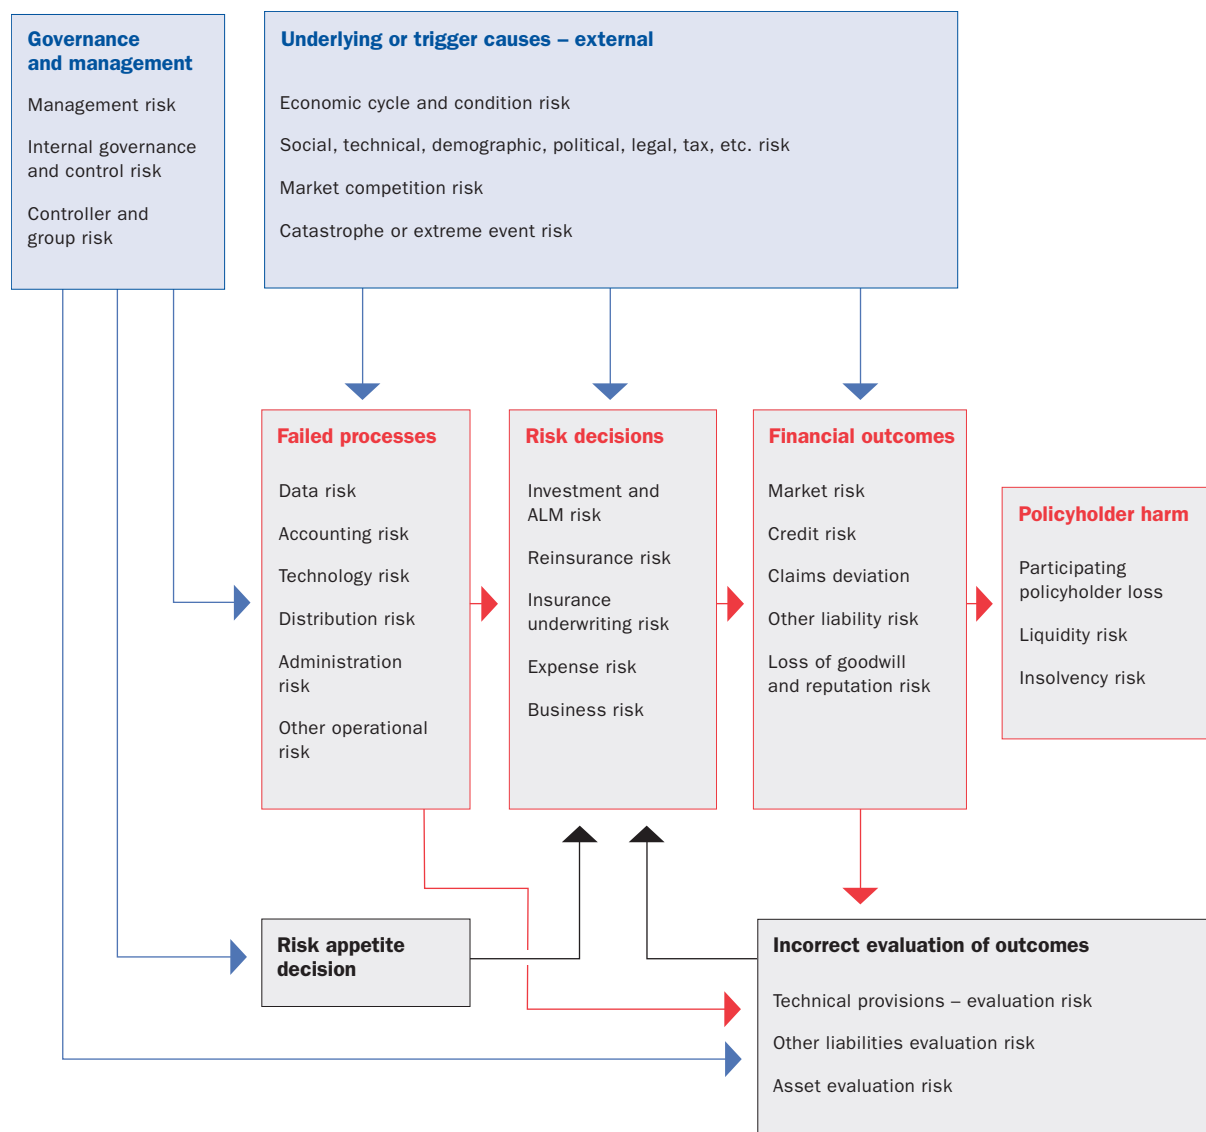 Governance
and management
Management risk
Internal governance
and control risk
Controller and
group risk
Underlying or trigger causes – external
Economic cycle and condition risk
Social, technical, demographic, political, legal, tax, etc. risk
Market competition risk
Catastrophe or extreme event risk
Failed processes
Data risk
Accounting risk
Technology risk
Distribution risk
Administration
risk
Other operational
risk
Risk decisions
Investment and
ALM risk
Reinsurance risk
Insurance
underwriting risk
Expense risk
Business risk
Financial outcomes
Market risk
Credit risk
Claims deviation
Other liability risk
Loss of goodwill
and reputation risk
Policyholder harm
Participating
policyholder loss
Liquidity risk
Insolvency risk
Risk appetite
decision
Incorrect evaluation of outcomes
Technical provisions – evaluation risk
Other liabilities evaluation risk
Asset evaluation risk